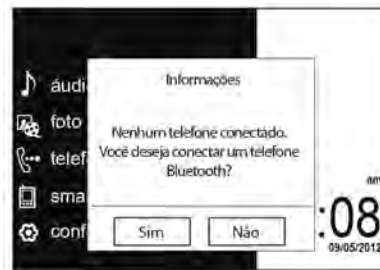 áudi
foto
telef
sma
conf
Informações
Nenhum telefone conectado.
Você deseja conectar um telefone
Bluetooth?
Sim
Não
am
:08
09/05/2012